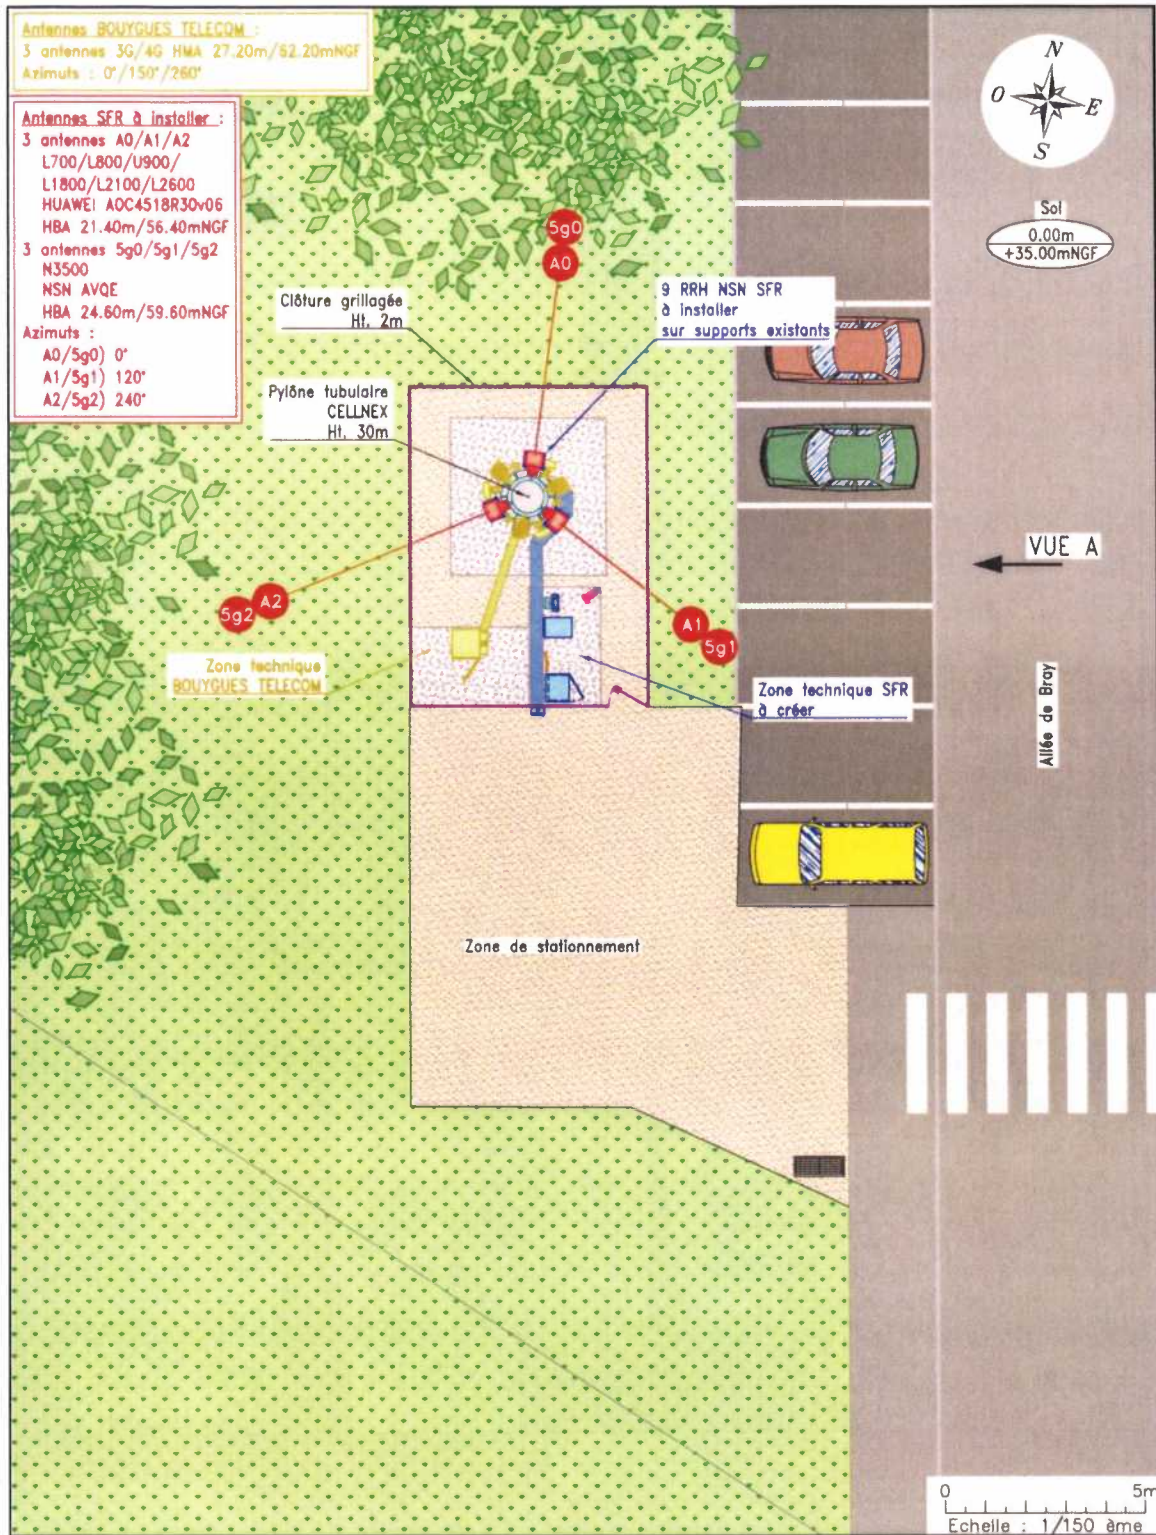 Antennes BOUYGUES TELECOM :
3 antennes 3G/4G HMA 27.20m/62.20mNGF
Azimuts : 0°/150°/260°
Antennes SFR à installer :
3 antennes A0/A1/A2
L700/L800/U900/
L1800/L2100/L2600
HUAWEI AOC4518R30v06
HBA 21.40m/56.40mNGF
3 antennes 5g0/5g1/5g2
N3500
NSN AVQE
HBA 24.60m/59.60mNGF
Azimuts :
A0/5g0) 0°
A1/5g1) 120°
A2/5g2) 240°
N
O
E
S
Sol
0.00m
+35.00mNGF
5g0
A0
Clôture grillagée
Ht. 2m
9 RRH NSN SFR
à installer
sur supports existants
Pylône tubulaire
CELLNEX
Ht. 30m
VUE A
A2
5g2
A1
5g1
Zone technique
BOUYGUES TELECOM
Zone technique SFR
à créer
Allée de Bray
Zone de stationnement
0 5m
Echelle : 1/150 ème